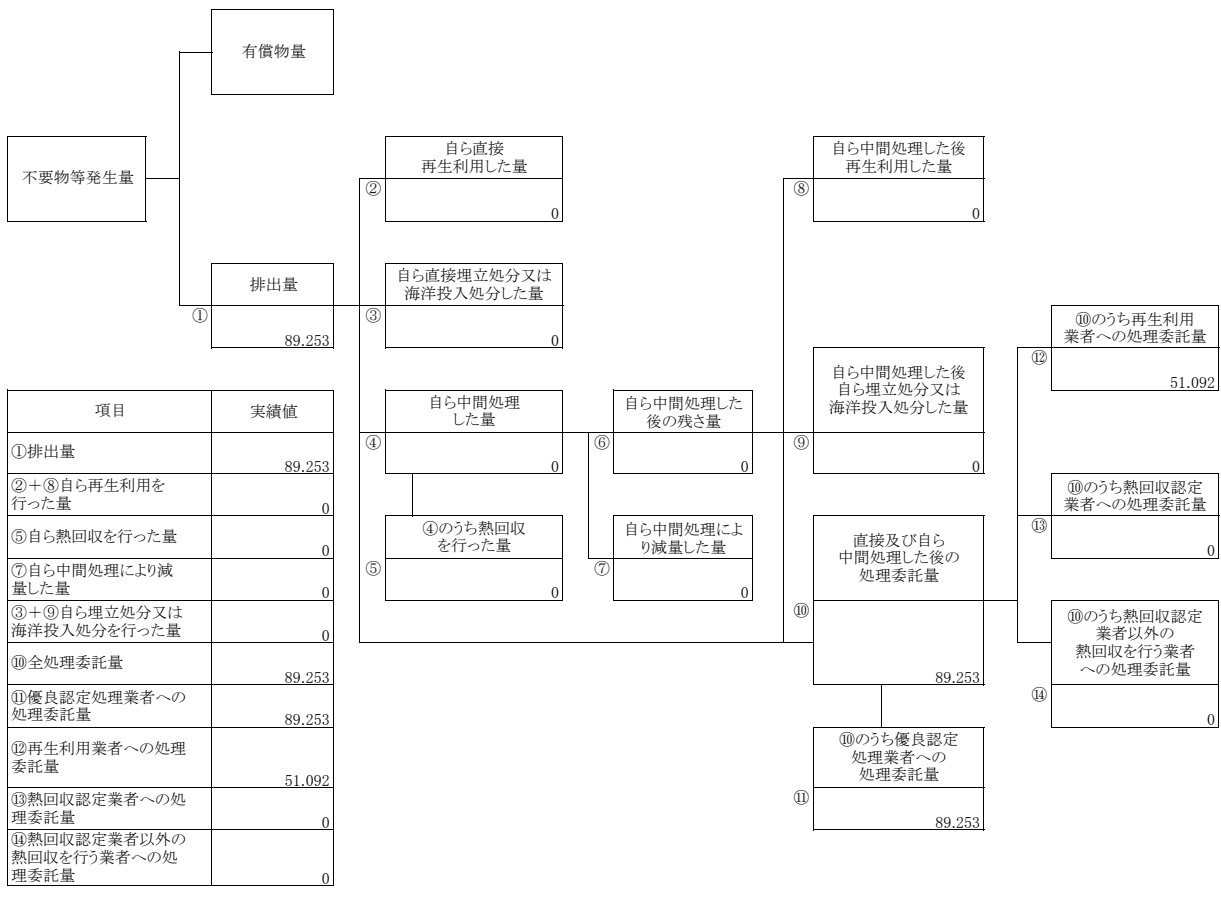 有償物量
不要物等発生量
自ら直接
再生利用した量
②
0
自ら中間処理した後
再生利用した量
⑧
0
排出量
①
89.253
自ら直接埋立処分又は
海洋投入処分した量
③
0
⑩のうち再生利用
業者への処理委託量
⑫
51.092
自ら中間処理した後
自ら埋立処分又は
海洋投入処分した量
⑨
0
自ら中間処理
した量
④
0
自ら中間処理した
後の残さ量
⑥
0
⑩のうち熱回収認定
業者への処理委託量
⑬
0
④のうち熱回収
を行った量
⑤
0
自ら中間処理によ
り減量した量
⑦
0
直接及び自ら
中間処理した後の
処理委託量
⑩
89.253
⑩のうち熱回収認定
業者以外の
熱回収を行う業者
への処理委託量
⑭
0
⑩のうち優良認定
処理業者への
処理委託量
⑪
89.253
項目 実績値
①排出量
89.253
②＋⑧自ら再生利用を
行った量
0
⑤自ら熱回収を行った量
0
⑦自ら中間処理により減
量した量
0
③＋⑨自ら埋立処分又は
海洋投入処分を行った量
0
⑩全処理委託量
89.253
⑪優良認定処理業者への
処理委託量
89.253
⑫再生利用業者への処理
委託量
51.092
⑬熱回収認定業者への処
理委託量
0
⑭熱回収認定業者以外の
熱回収を行う業者への処
理委託量
0